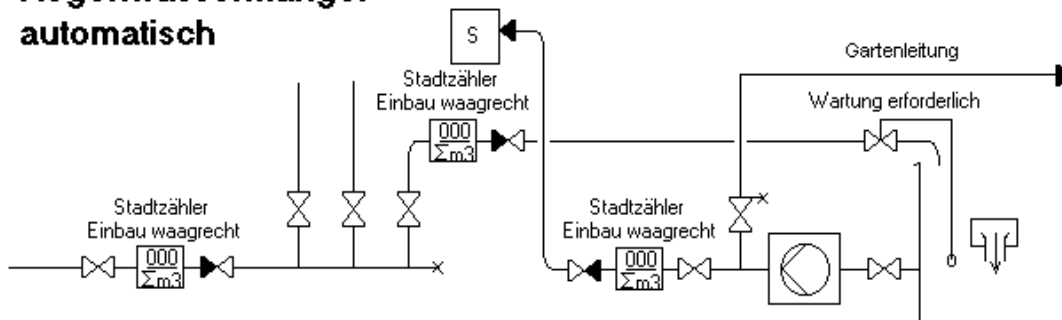 automatisch
S
Gartenleitung
Stadtzähler
Einbau waagrecht
Wartung erforderlich
000
Σm3
Stadtzähler
Einbau waagrecht
000
Σm3
Stadtzähler
Einbau waagrecht
000
Σm3